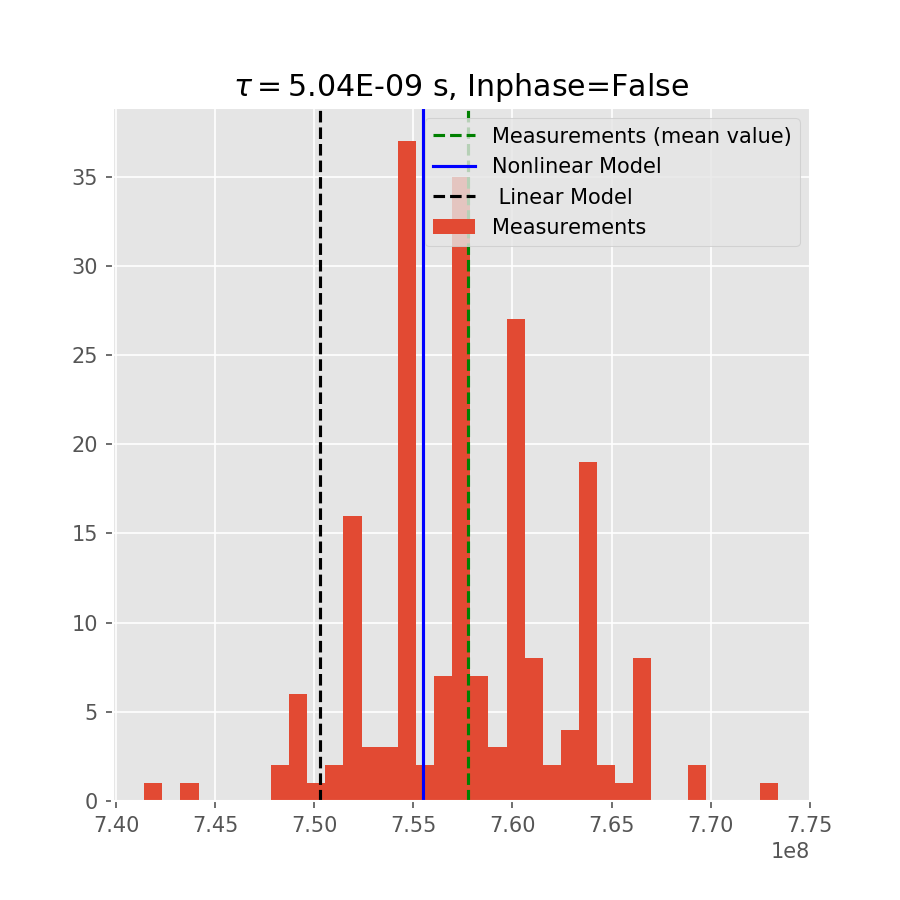 τ = 5.04E-09 s, Inphase=False
Measurements (mean value)
Nonlinear Model
Linear Model
Measurements
35
30
25
20
15
10
5
0
7.40 7.45 7.50 7.55 7.60 7.65 7.70 7.75
1e8